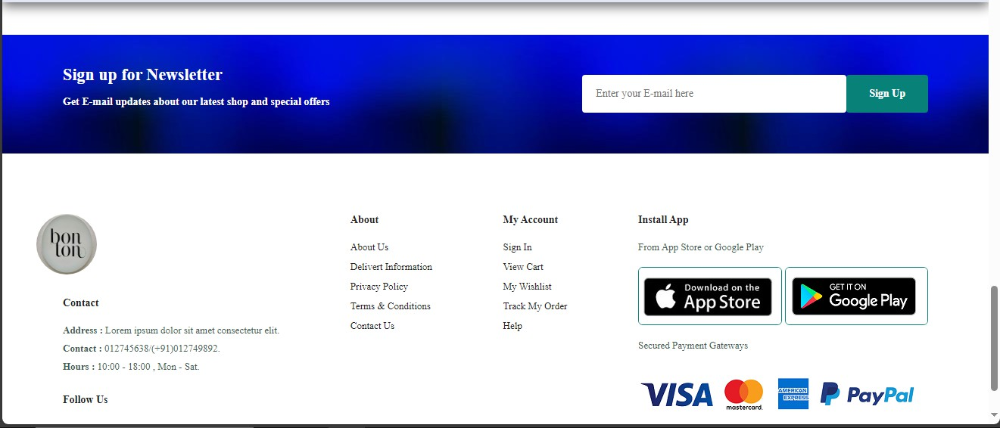 Sign up for Newsletter
Get E-mail updates about our latest shop and special offers
Enter your E-mail here
Sign Up
bon
ton
Contact
Address : Lorem ipsum dolor sit amet consectetur elit.
Contact : 012745638/(+91)012749892.
Hours : 10:00 - 18:00 , Mon - Sat.
Follow Us
About
About Us
Delivert Information
Privacy Policy
Terms & Conditions
Contact Us
My Account
Sign In
View Cart
My Wishlist
Track My Order
Help
Install App
From App Store or Google Play
Download on the
App Store
GET IT ON
Google Play
Secured Payment Gateways
VISA
mastercard.
AMERICAN
EXPRESS
PayPal